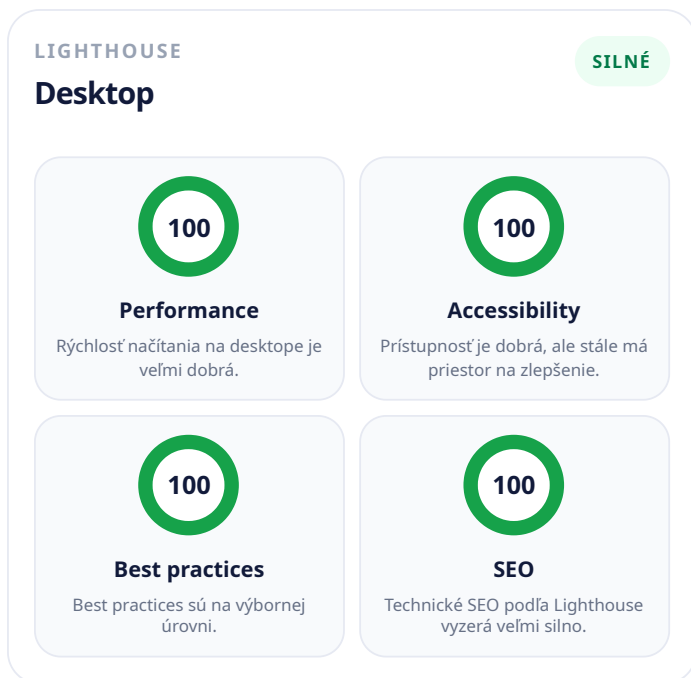 LIGHTHOUSE
Desktop
SILNÉ
100
Performance
Rýchlosť načítania na desktope je
veľmi dobrá.
100
Accessibility
Prístupnosť je dobrá, ale stále má
priestor na zlepšenie.
100
Best practices
Best practices sú na výbornej
úrovni.
100
SEO
Technické SEO podľa Lighthouse
vyzerá veľmi silno.